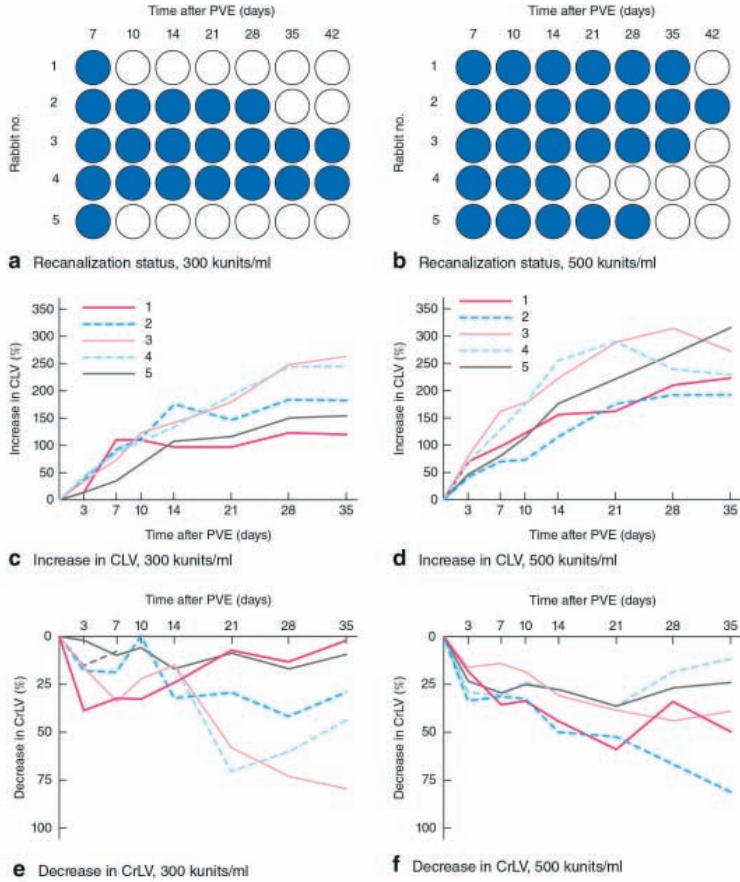 Time after PVE (days)
7 10 14 21 28 35 42
Rabbit no.
1
2
3
4
5
a Recanalization status, 300 kunits/ml
Time after PVE (days)
7 10 14 21 28 35 42
Rabbit no.
1
2
3
4
5
b Recanalization status, 500 kunits/ml
Increase in CLV (%)
350
300
250
200
150
100
50
0
1
2
3
4
5
3 7 10 14 21 28 35
Time after PVE (days)
c Increase in CLV, 300 kunits/ml
Increase in CLV (%)
350
300
250
200
150
100
50
0
1
2
3
4
5
3 7 10 14 21 28 35
Time after PVE (days)
d Increase in CLV, 500 kunits/ml
Time after PVE (days)
3 7 10 14 21 28 35
Decrease in CrLV (%)
0
25
50
75
100
e Decrease in CrLV, 300 kunits/ml
Time after PVE (days)
3 7 10 14 21 28 35
Decrease in CrLV (%)
0
25
50
75
100
f Decrease in CrLV, 500 kunits/ml